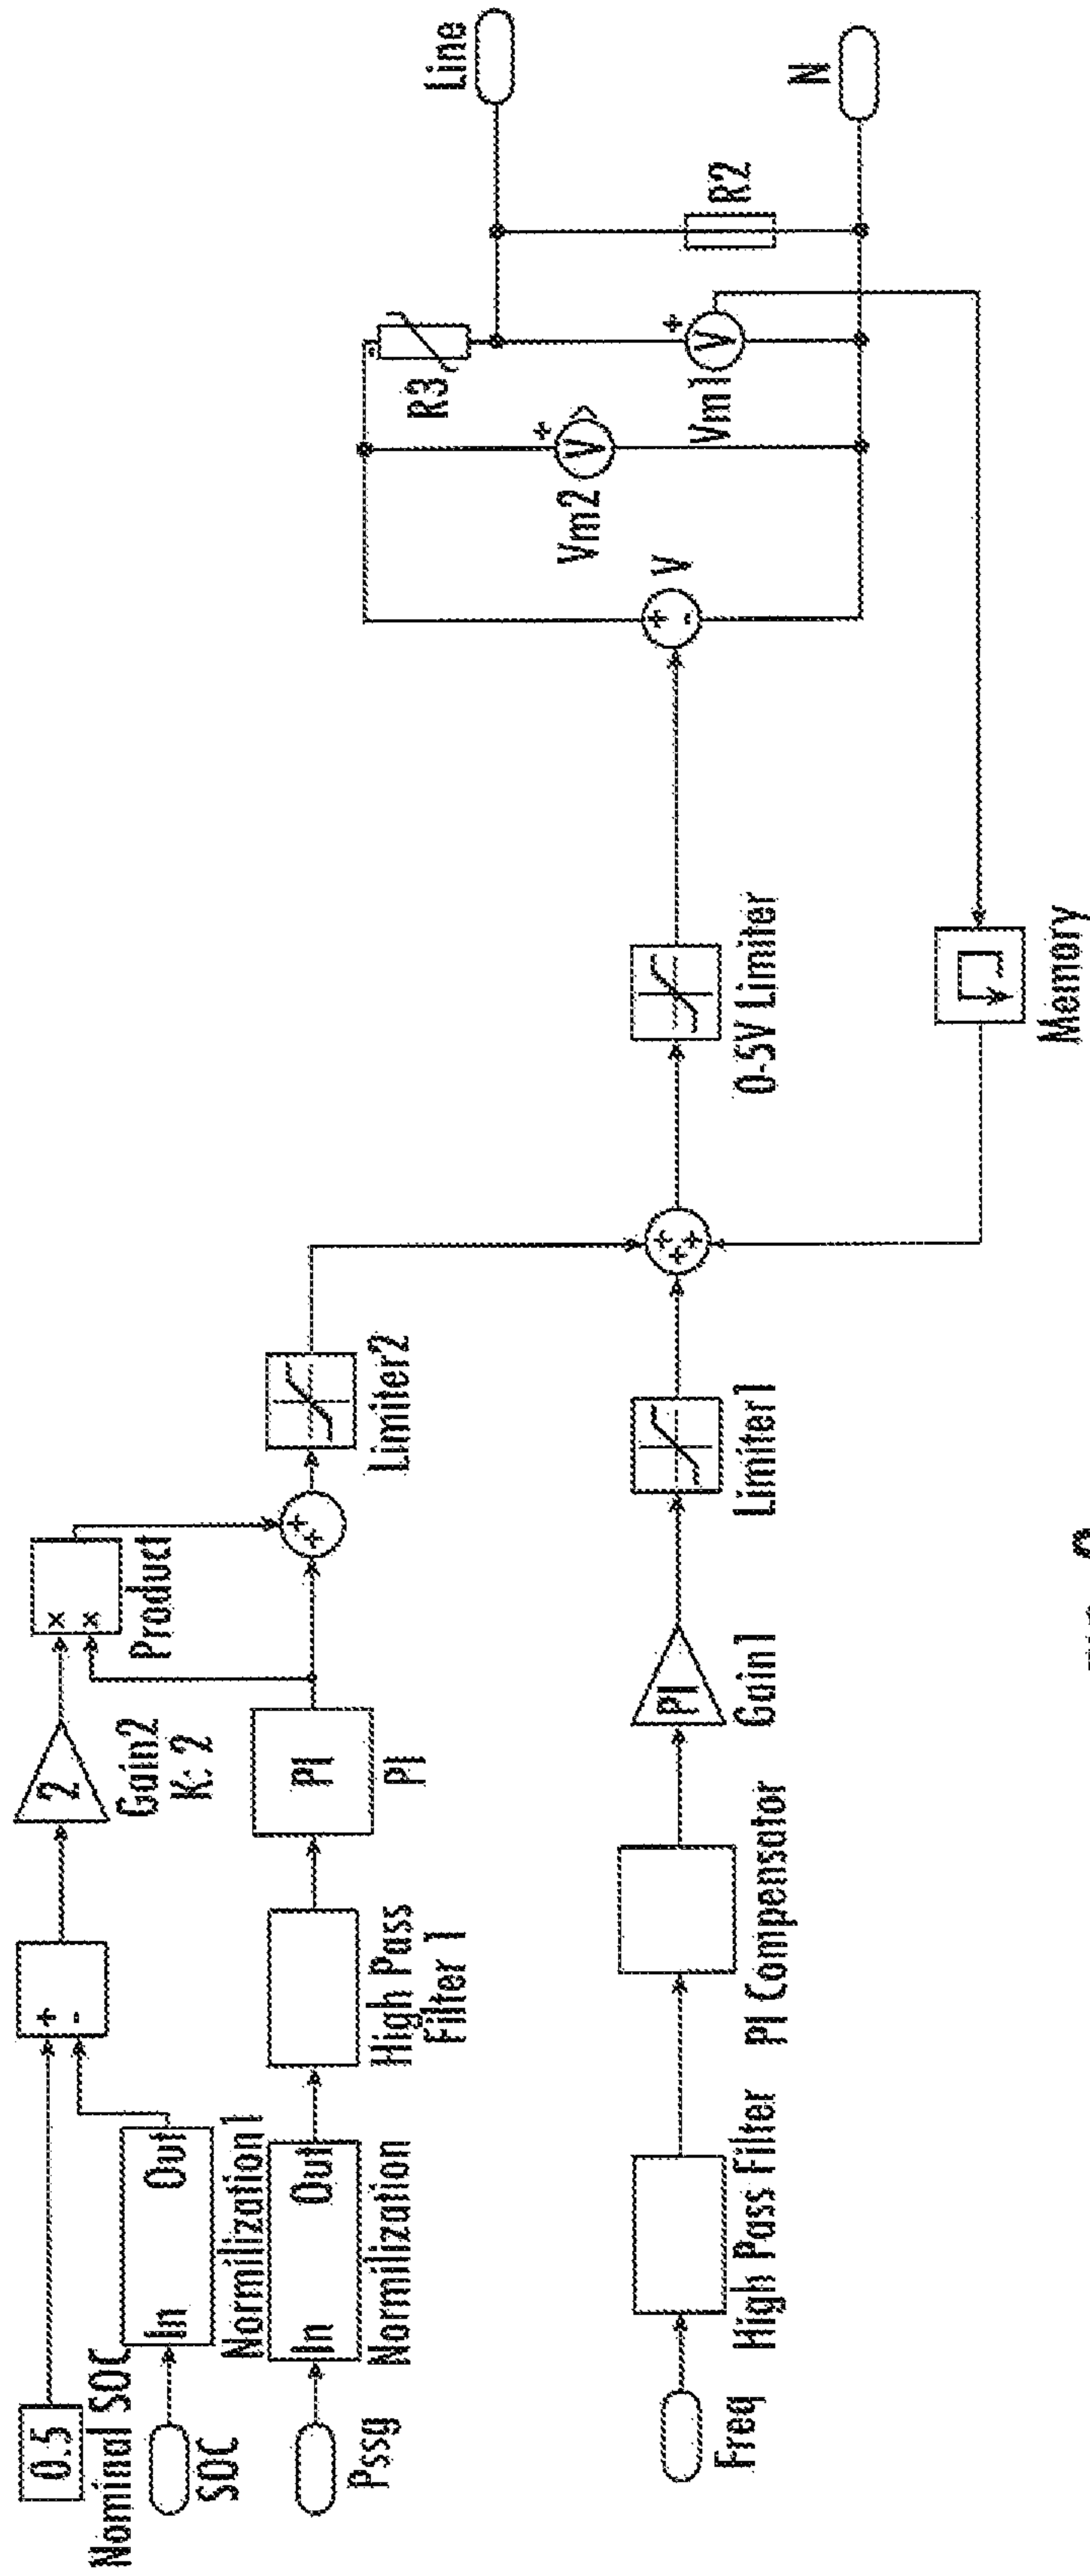 0.5
Nominal SOC
SOC
In
Out
Normilization1
+
-
2
Gain2
K: 2
x
x
Product
Pssg
In
Out
Normilization
High Pass
Filter 1
PI
PI
+
+
Limiter2
Freq
High Pass Filter
PI Compensator
PI
Gain1
Limiter1
+
+
+
0-5V Limiter
Memory
+
-
V
+
V
Vm2
R3
+
V
Vm1
R2
Line
N